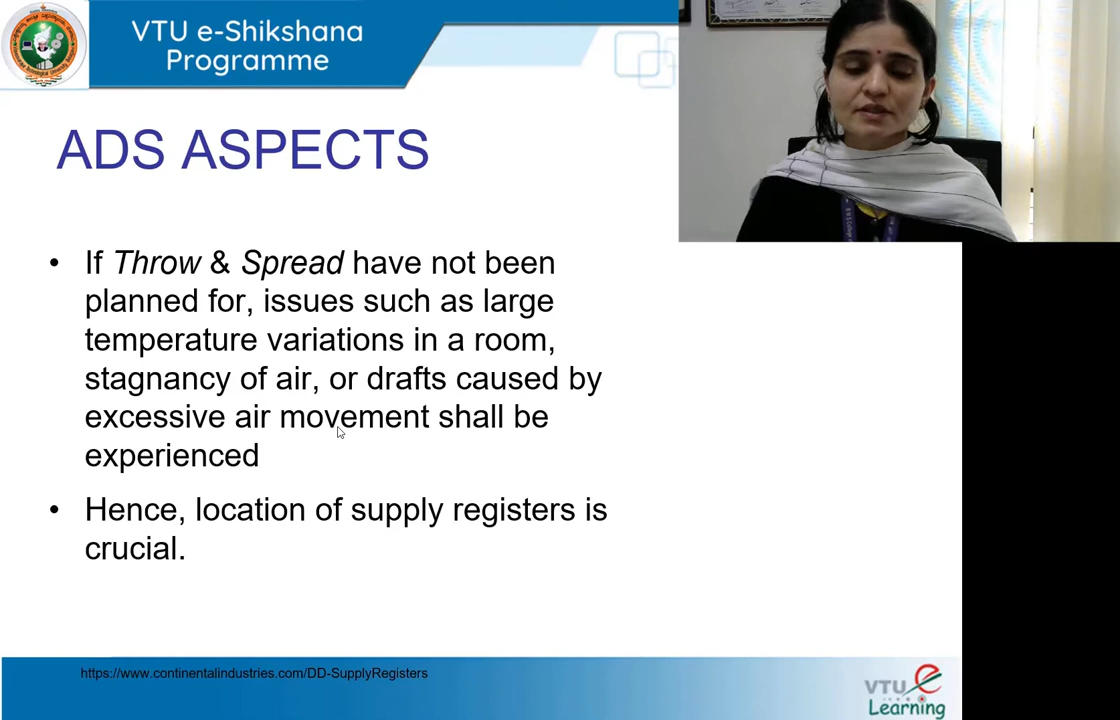 VTU e-Shikshana
Programme
ADS ASPECTS
• If Throw & Spread have not been
planned for, issues such as large
temperature variations in a room,
stagnancy of air, or drafts caused by
excessive air movement shall be
experienced
• Hence, location of supply registers is
crucial.
https://www.continentalindustries.com/DD-SupplyRegisters
VTU e
Learning